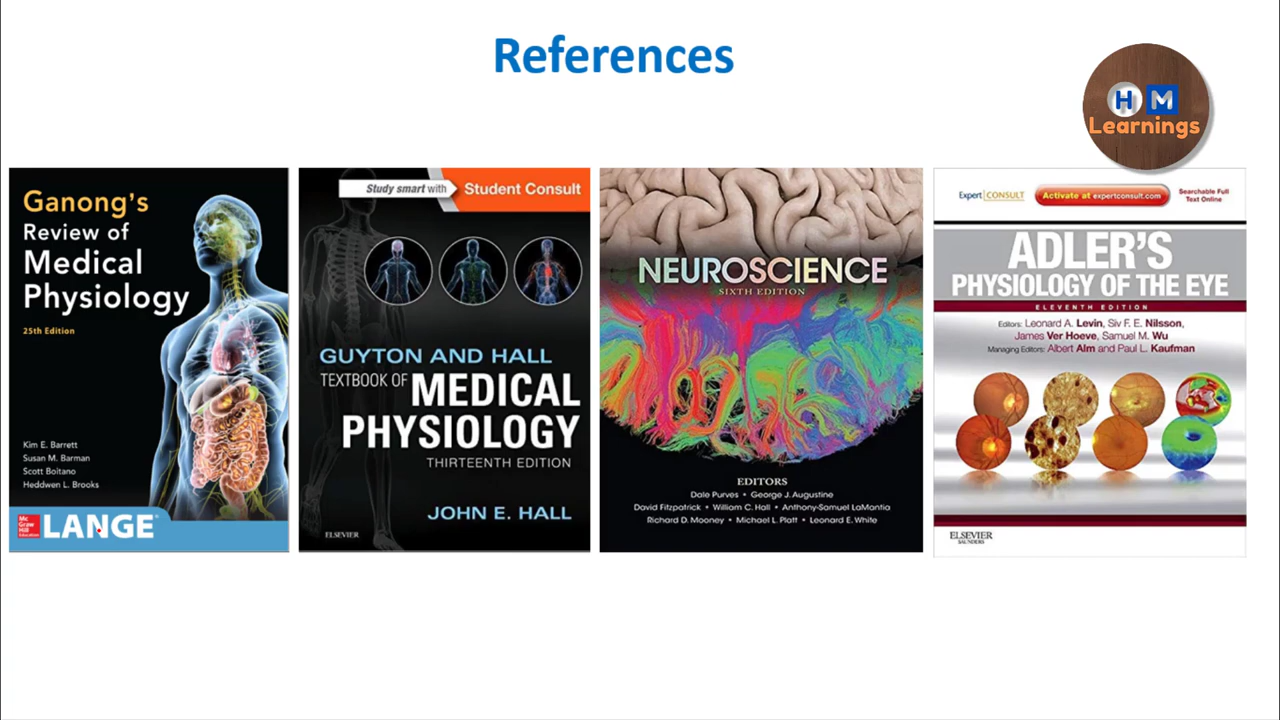 References
H M
Learnings
Ganong's
Review of
Medical
Physiology
25th Edition
Kim E. Barrett
Susan M. Barman
Scott Boitano
Heddwen L. Brooks
Mc
Graw
Hill
Education
LANGE®
Study smart with Student Consult
GUYTON AND HALL
TEXTBOOK OF MEDICAL
PHYSIOLOGY
THIRTEENTH EDITION
JOHN E. HALL
ELSEVIER
NEUROSCIENCE
SIXTH EDITION
EDITORS
Dale Purves • George J. Augustine
David Fitzpatrick • William C. Hall • Anthony-Samuel LaMantia
Richard D. Mooney • Michael L. Platt • Leonard E. White
Expert CONSULT
Activate at expertconsult.com
Searchable Full
Text Online
ADLER'S
PHYSIOLOGY OF THE EYE
ELEVENTH EDITION
Editors: Leonard A. Levin, Siv F. E. Nilsson,
James Ver Hoeve, Samuel M. Wu
Managing Editors: Albert Alm and Paul L. Kaufman
ELSEVIER
SAUNDERS